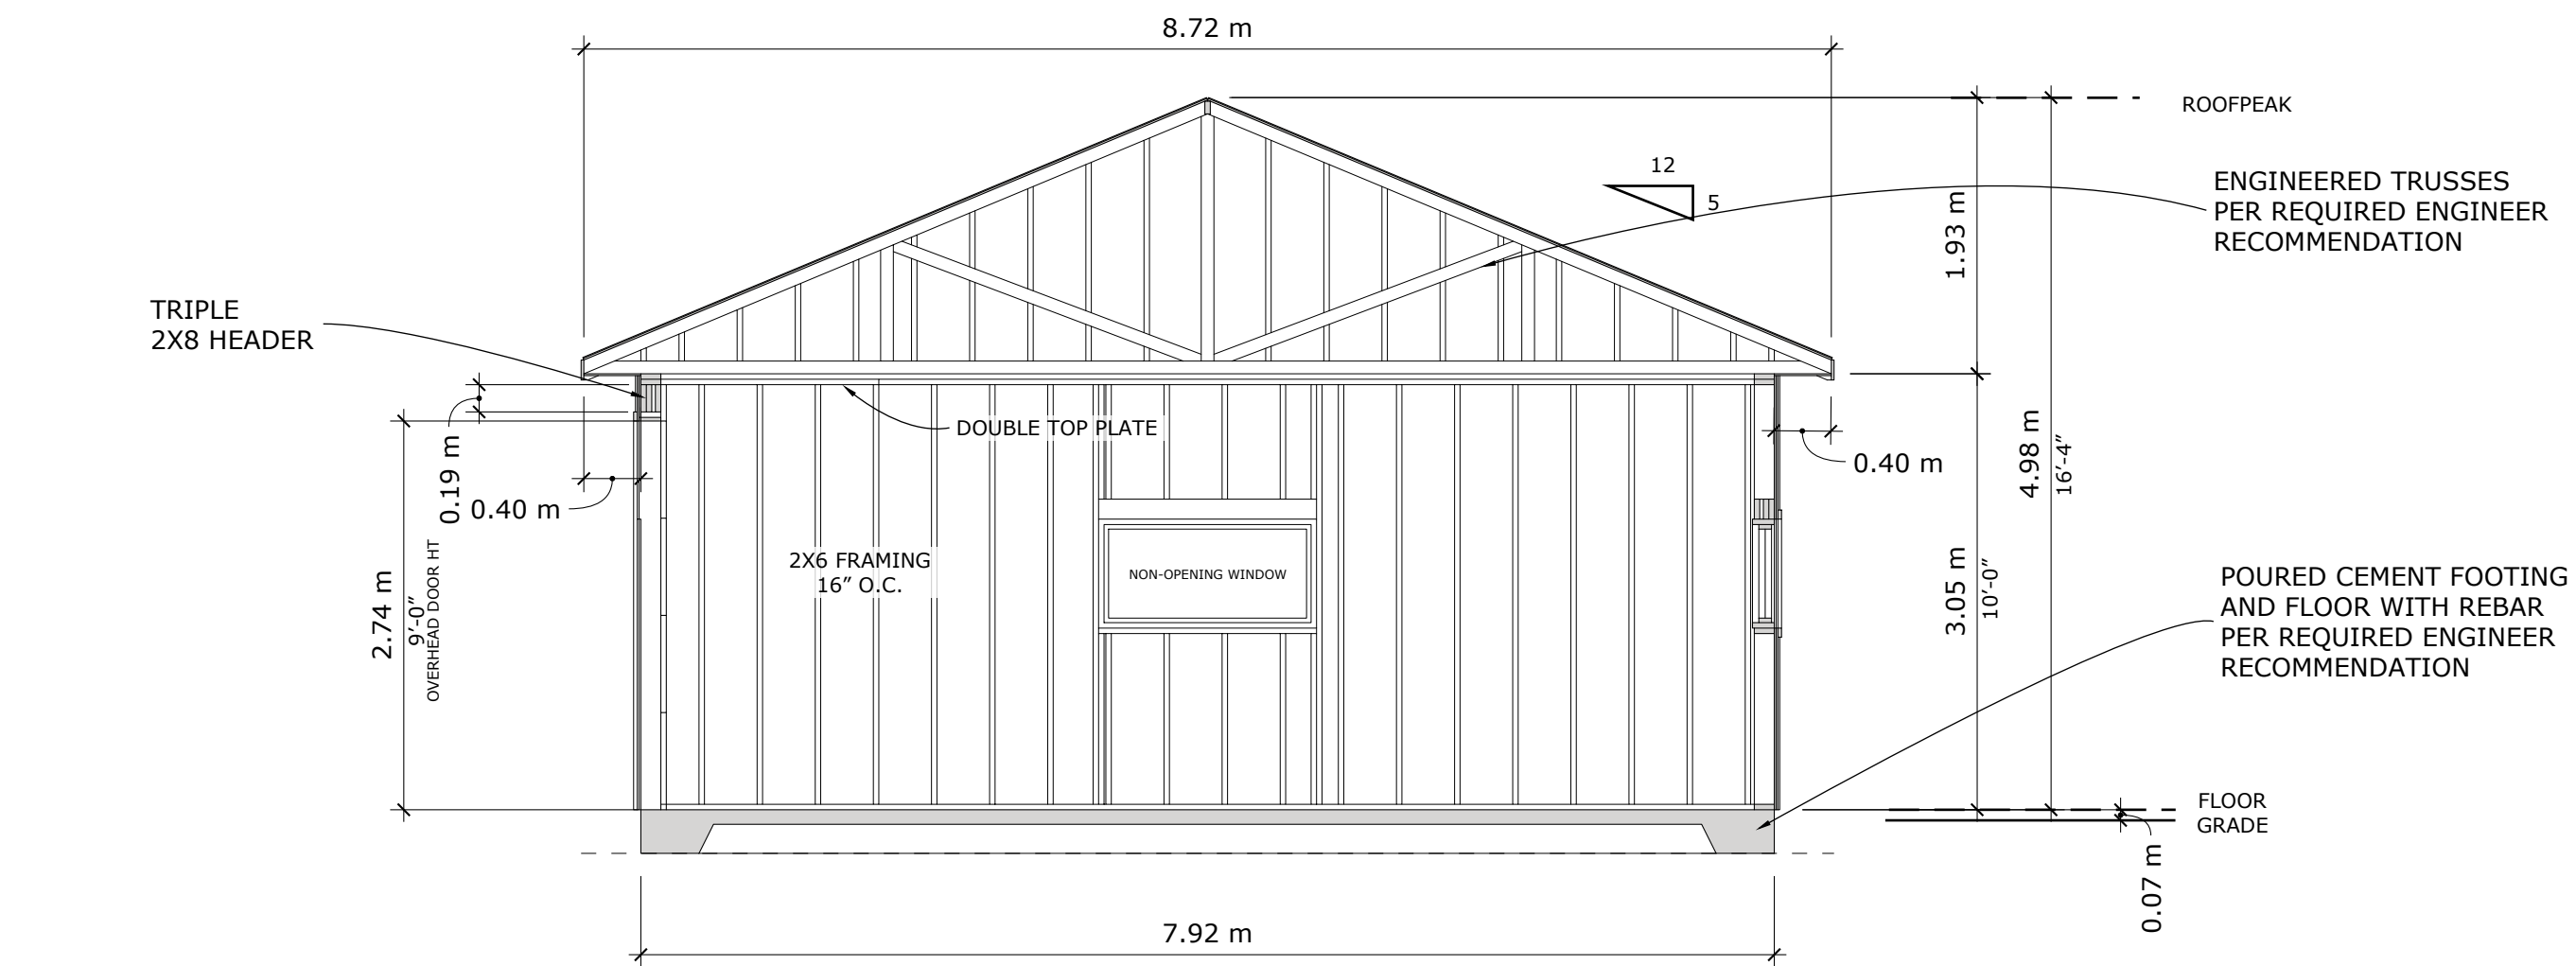 8.72 m
ROOFPEAK
12
5
ENGINEERED TRUSSES
PER REQUIRED ENGINEER
RECOMMENDATION
1.93 m
TRIPLE
2X8 HEADER
DOUBLE TOP PLATE
0.19 m
0.40 m
0.40 m
4.98 m
16′-4″
2X6 FRAMING
16″ O.C.
NON-OPENING WINDOW
2.74 m
9′-0″
OVERHEAD DOOR HT
3.05 m
10′-0″
POURED CEMENT FOOTING
AND FLOOR WITH REBAR
PER REQUIRED ENGINEER
RECOMMENDATION
FLOOR
GRADE
0.07 m
7.92 m